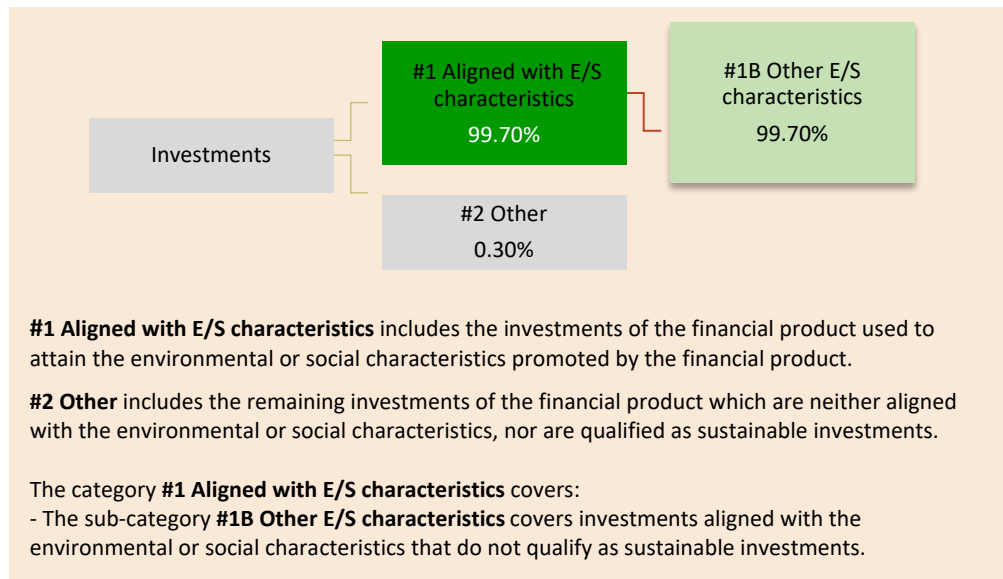 #1 Aligned with E/S
characteristics
99.70%
#1B Other E/S
characteristics
99.70%
Investments
#2 Other
0.30%
#1 Aligned with E/S characteristics includes the investments of the financial product used to
attain the environmental or social characteristics promoted by the financial product.
#2 Other includes the remaining investments of the financial product which are neither aligned
with the environmental or social characteristics, nor are qualified as sustainable investments.
The category #1 Aligned with E/S characteristics covers:
- The sub-category #1B Other E/S characteristics covers investments aligned with the
environmental or social characteristics that do not qualify as sustainable investments.